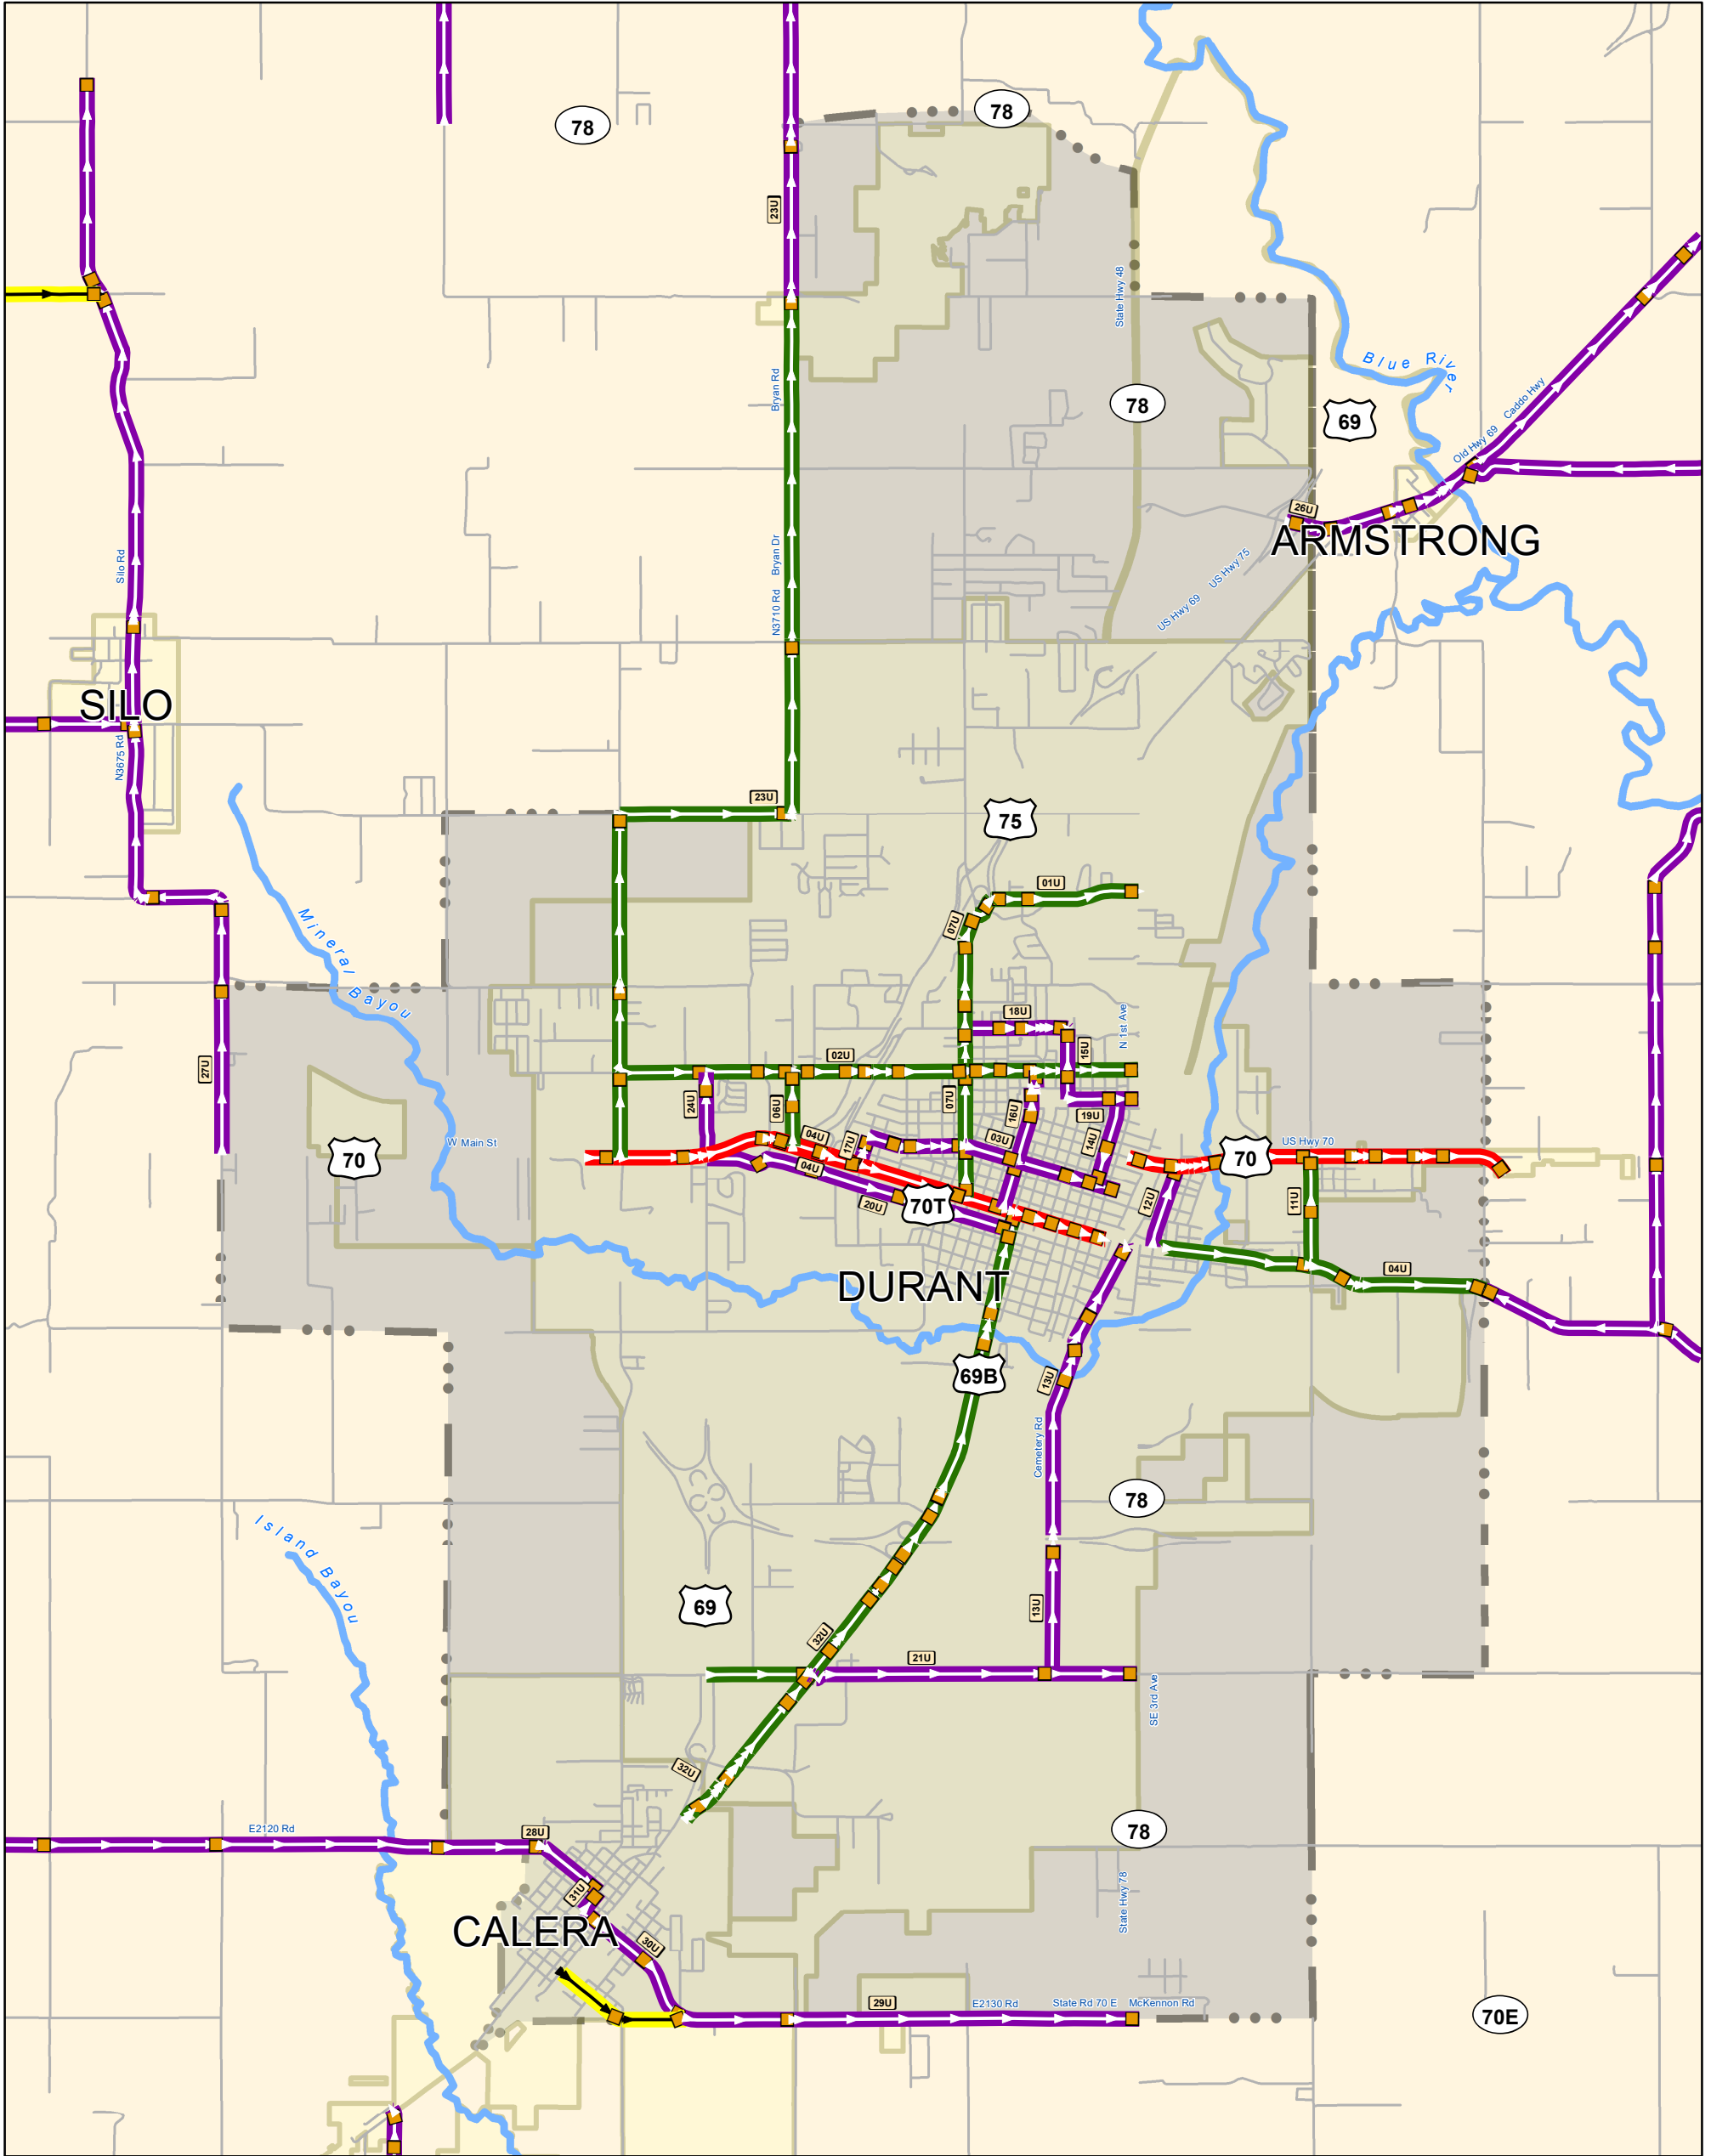 78
78
23U
State Hwy 48
Blue River
Bryan Rd
78
69
Caddo Hwy
Old Hwy 69
26U
ARMSTRONG
Silo Rd
Bryan Dr
N3710 Rd
US Hwy 75
US Hwy 69
SILO
N3675 Rd
23U
75
01U
07U
Mineral Bayou
18U
N 1st Ave
15U
02U
27U
24U
06U
07U
16U
19U
04U
17U
03U
14U
W Main St
70
US Hwy 70
70
04U
20U
70T
12U
11U
04U
DURANT
69B
13U
Cemetery Rd
78
Island Bayou
69
13U
32U
21U
SE 3rd Ave
32U
78
E2120 Rd
28U
31U
State Hwy 78
CALERA
30U
29U
E2130 Rd
State Rd 70 E
McKennon Rd
70E